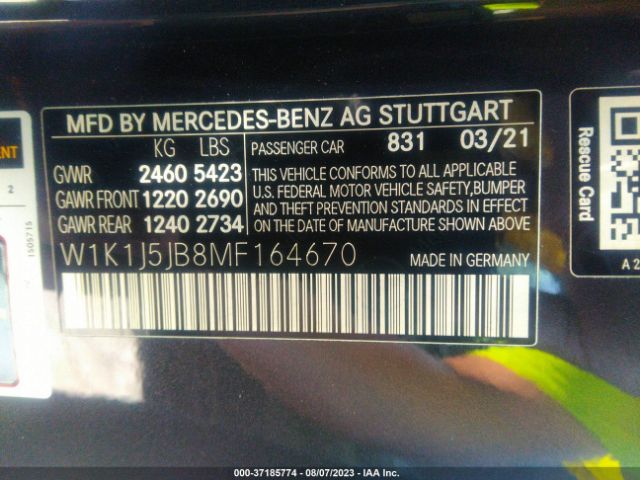 MFD BY MERCEDES-BENZ AG STUTTGART
KG LBS
GVWR 2460 5423
GAWR FRONT 1220 2690
GAWR REAR 1240 2734
PASSENGER CAR 831 03/21
THIS VEHICLE CONFORMS TO ALL APPLICABLE
U.S. FEDERAL MOTOR VEHICLE SAFETY, BUMPER
AND THEFT PREVENTION STANDARDS IN EFFECT
ON THE DATE OF MANUFACTURE SHOWN ABOVE
W1K1J5JB8MF164670 MADE IN GERMANY
2
1505715
Rescue Card
A 2
000-37185774 - 08/07/2023 - IAA Inc.